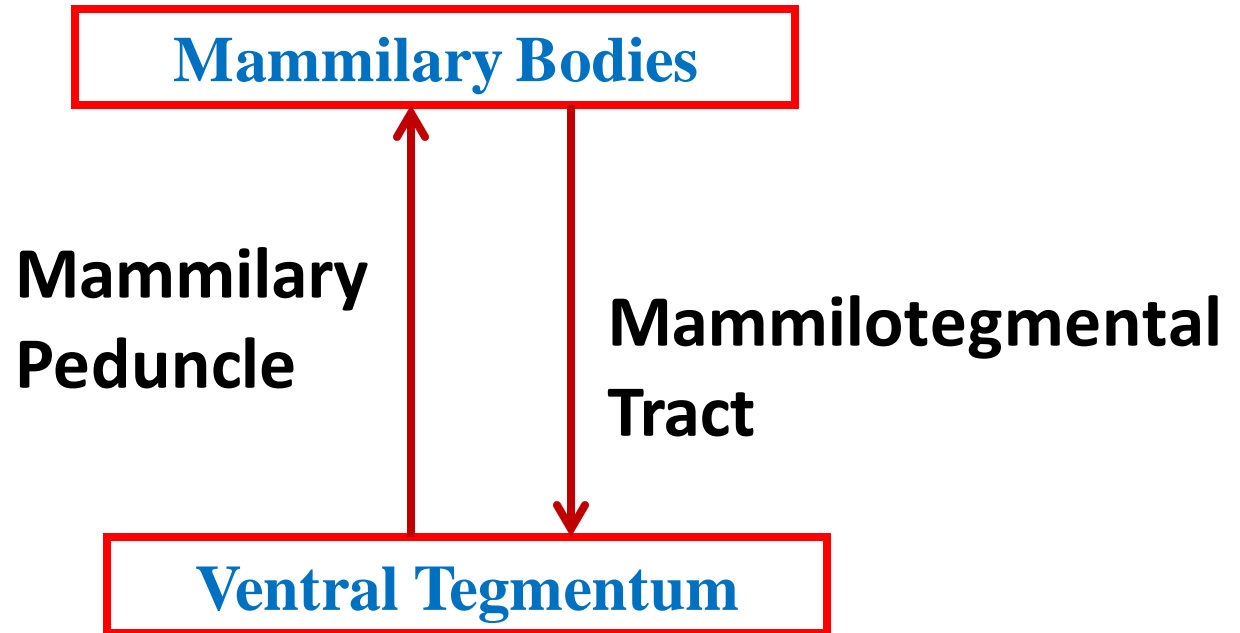 Mammilary Bodies
Mammilary
Peduncle
Mammilotegmental
Tract
Ventral Tegmentum